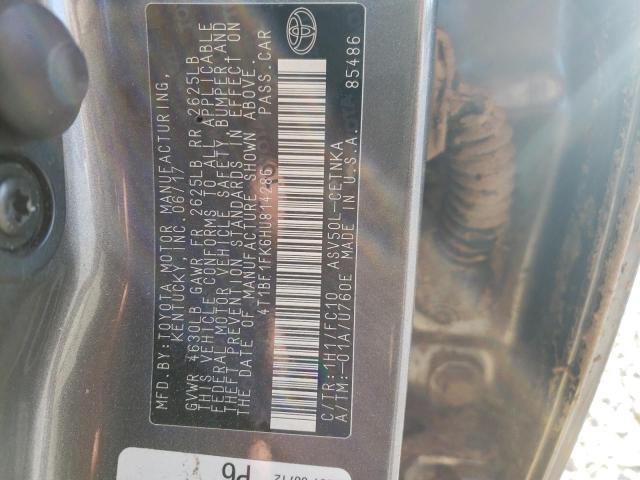 MFD. BY: TOYOTA MOTOR MANUFACTURING,
KENTUCKY, INC. 06/17
GVWR 4630LB GAWR FR 2625LB RR 2625LB
THIS VEHICLE CONFORMS TO ALL APPLICABLE
FEDERAL MOTOR VEHICLE SAFETY, BUMPER AND
THEFT PREVENTION STANDARDS IN EFFECT ON
THE DATE OF MANUFACTURE SHOWN ABOVE.
4T1BF1FK6HU814286 PASS. CAR
C/TR: 1H1/FC10 ASV50L-CETNKA
A/TM: -01A/U760E MADE IN U.S.A.
85486
P6